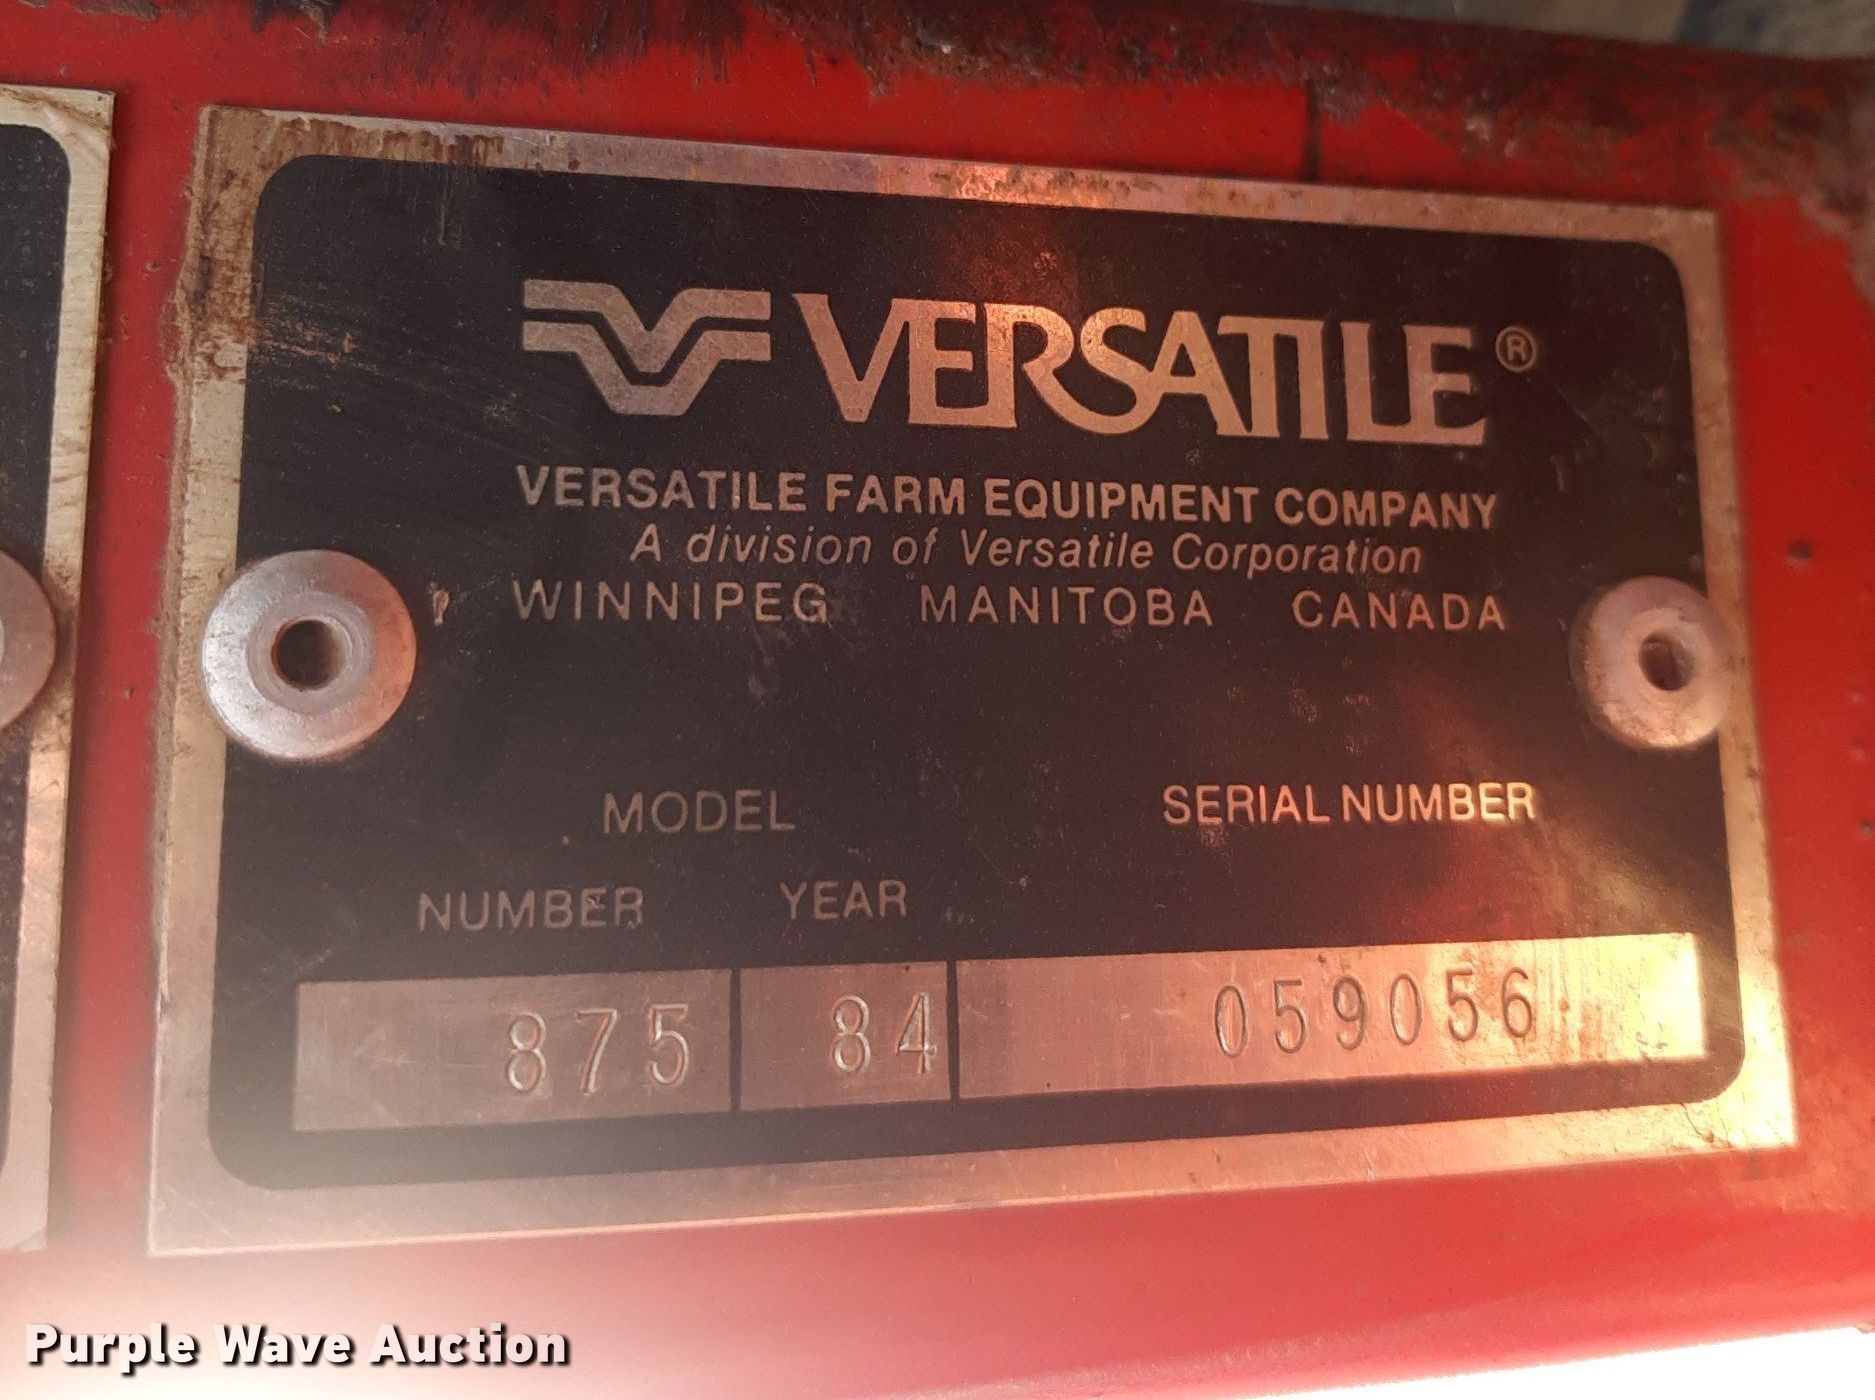 VERSATILE®
VERSATILE FARM EQUIPMENT COMPANY
A division of Versatile Corporation
WINNIPEG MANITOBA CANADA
MODEL SERIAL NUMBER
NUMBER YEAR
875 84 059056
Purple Wave Auction